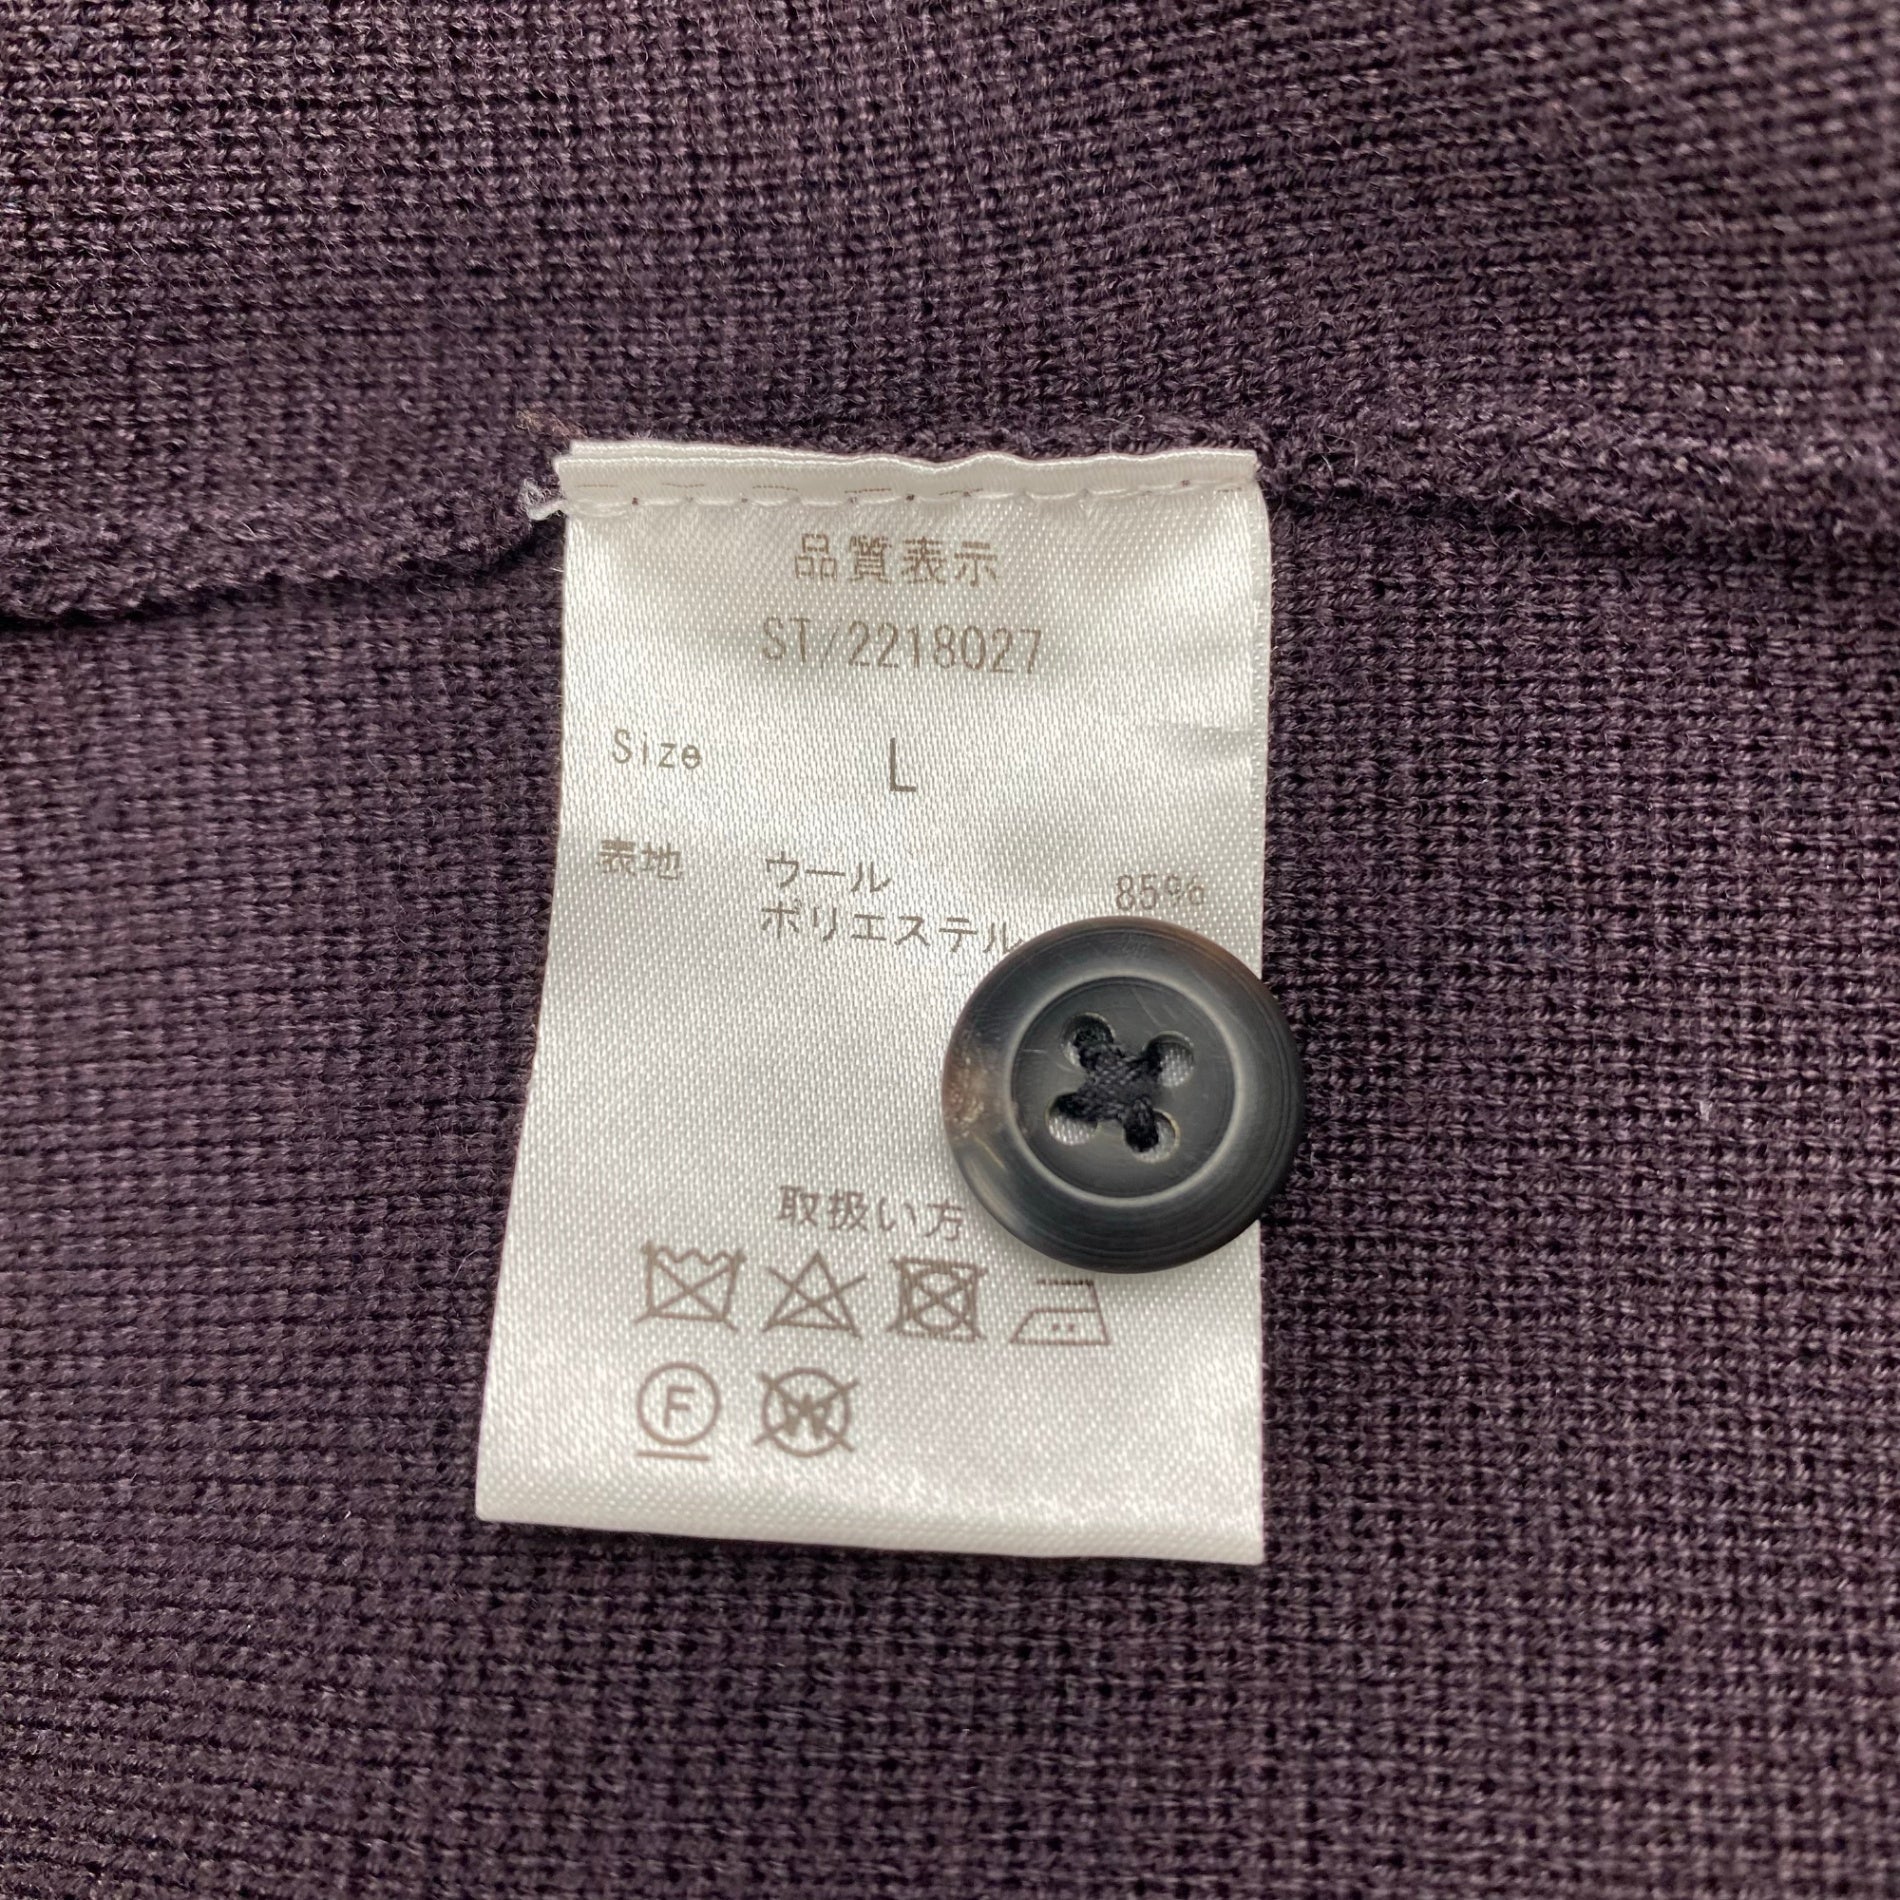 品質表示
ST/2218027
Size L
表地 ウール 85%
ポリエステル
取扱い方
F W